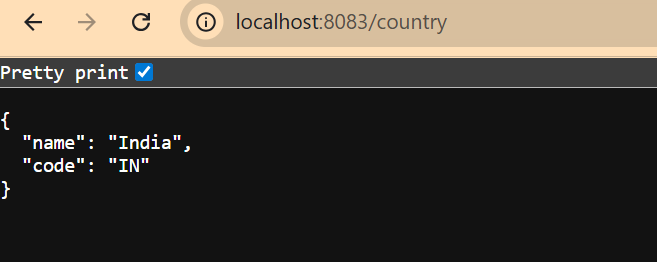 localhost:8083/country
Pretty print
{
  "name": "India",
  "code": "IN"
}